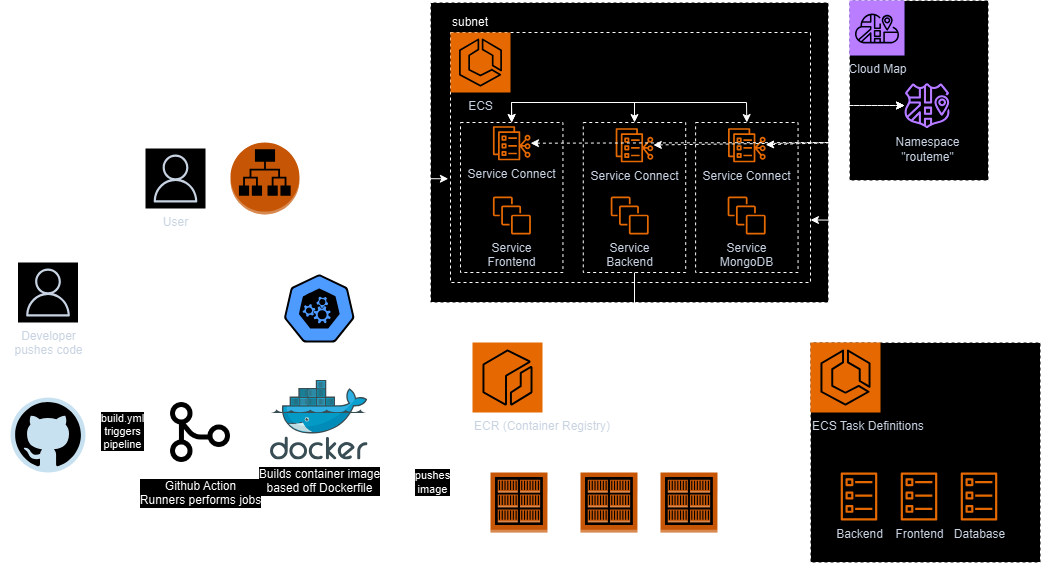 subnet
ECS
Service Connect
Service Connect
Service Connect
Service
Frontend
Service
Backend
Service
MongoDB
Cloud Map
Namespace
"routeme"
User
Developer
pushes code
build.yml
triggers
pipeline
Github Action
Runners performs jobs
docker
Builds container image
based off Dockerfile
pushes
image
ECR (Container Registry)
ECS Task Definitions
Backend
Frontend
Database